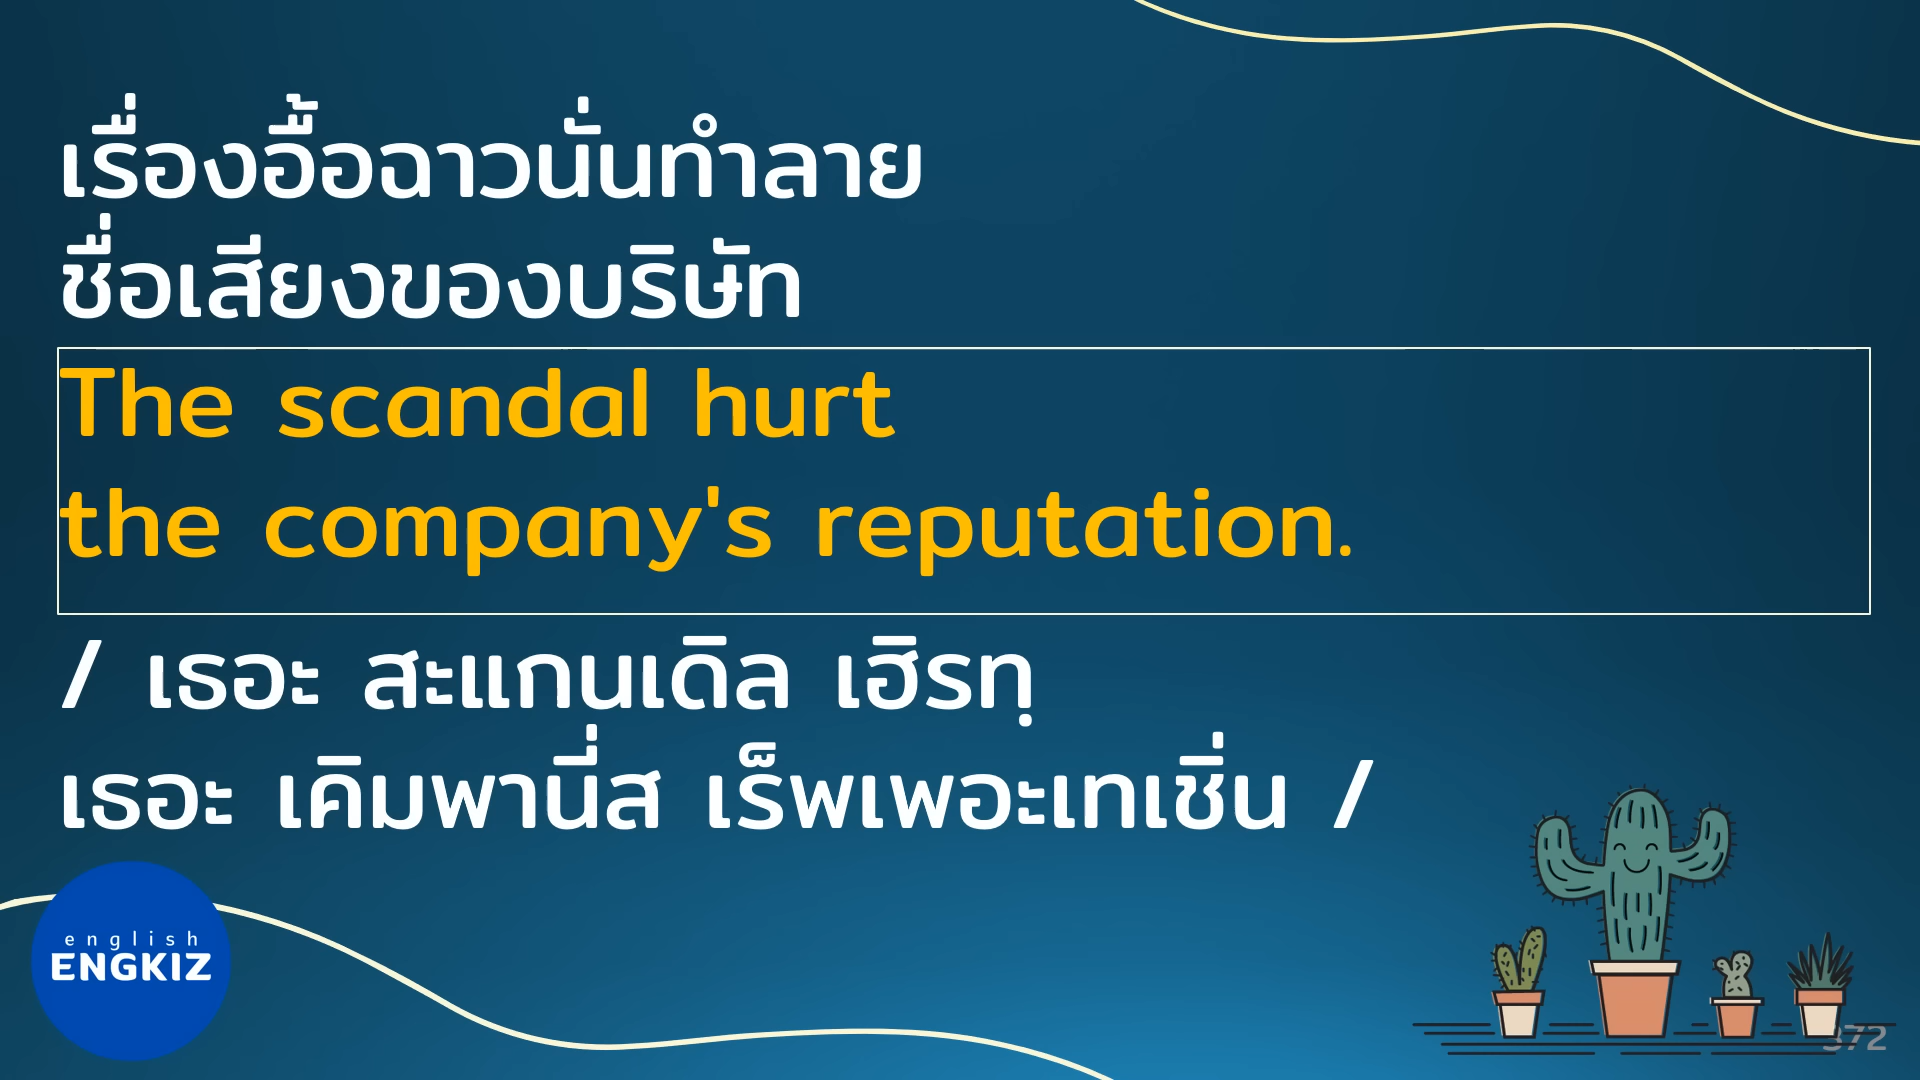 เรื่องอื้อฉาวนั่นทำลาย
ชื่อเสียงของบริษัท
The scandal hurt
the company's reputation.
/ เธอะ สะแกนเดิล เฮิรทฺ
เธอะ เคิมพานี่ส เร็พเพอะเทเชิ่น /
english
ENGKIZ
372